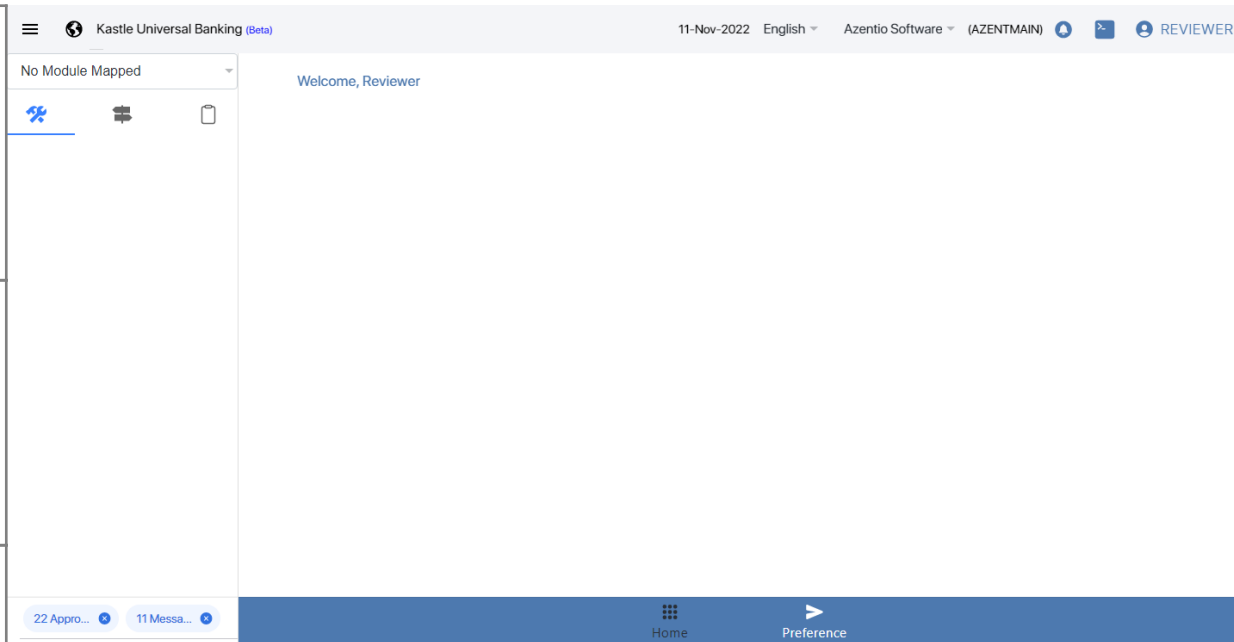 Kastle Universal Banking (Beta)
11-Nov-2022 English Azentio Software (AZENTMAIN) REVIEWER
No Module Mapped
Welcome, Reviewer
22 Appro... 11 Messa...
Home Preference